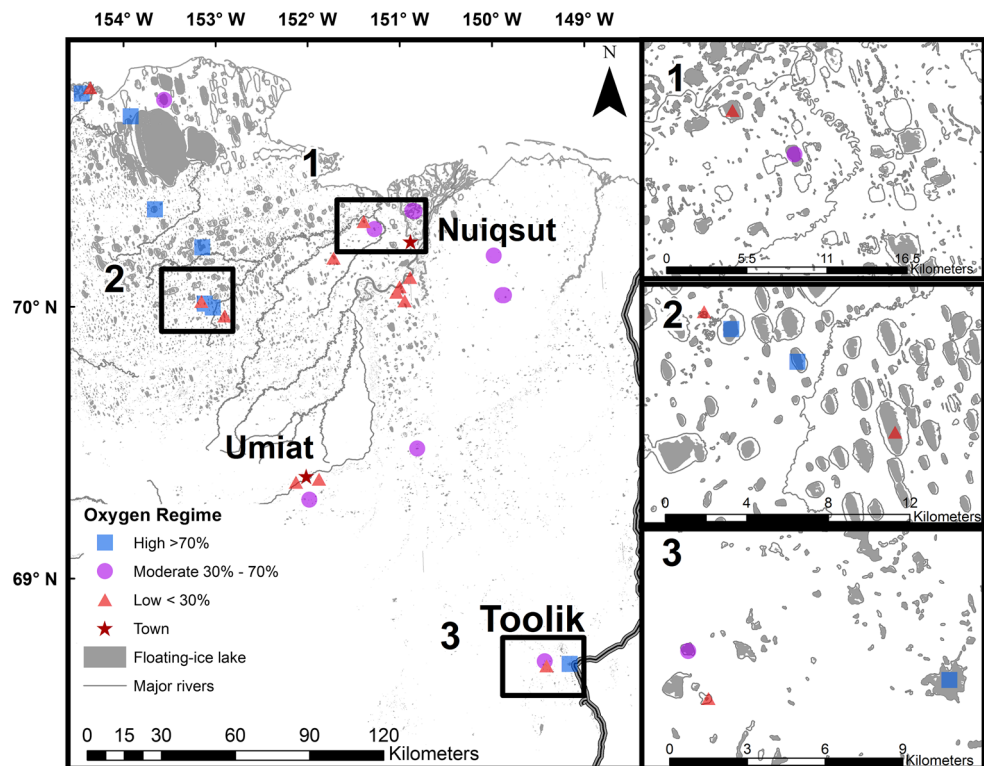 154° W 153° W 152° W 151° W 150° W 149° W
N
1
Nuiqsut
2
70° N
Umiat
Oxygen Regime
High >70%
Moderate 30% - 70%
Low < 30%
Town
Floating-ice lake
Major rivers
69° N
3
Toolik
0 15 30 60 90 120
Kilometers
1
0 5.5 11 16.5
Kilometers
2
0 4 8 12
Kilometers
3
0 3 6 9
Kilometers